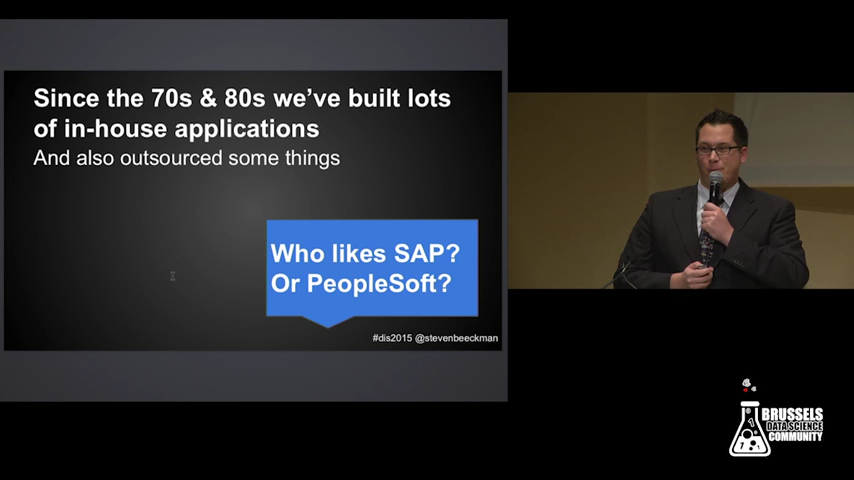 Since the 70s & 80s we've built lots
of in-house applications
And also outsourced some things
Who likes SAP?
Or PeopleSoft?
#dis2015 @stevenbeeckman
BRUSSELS
DATA SCIENCE
COMMUNITY